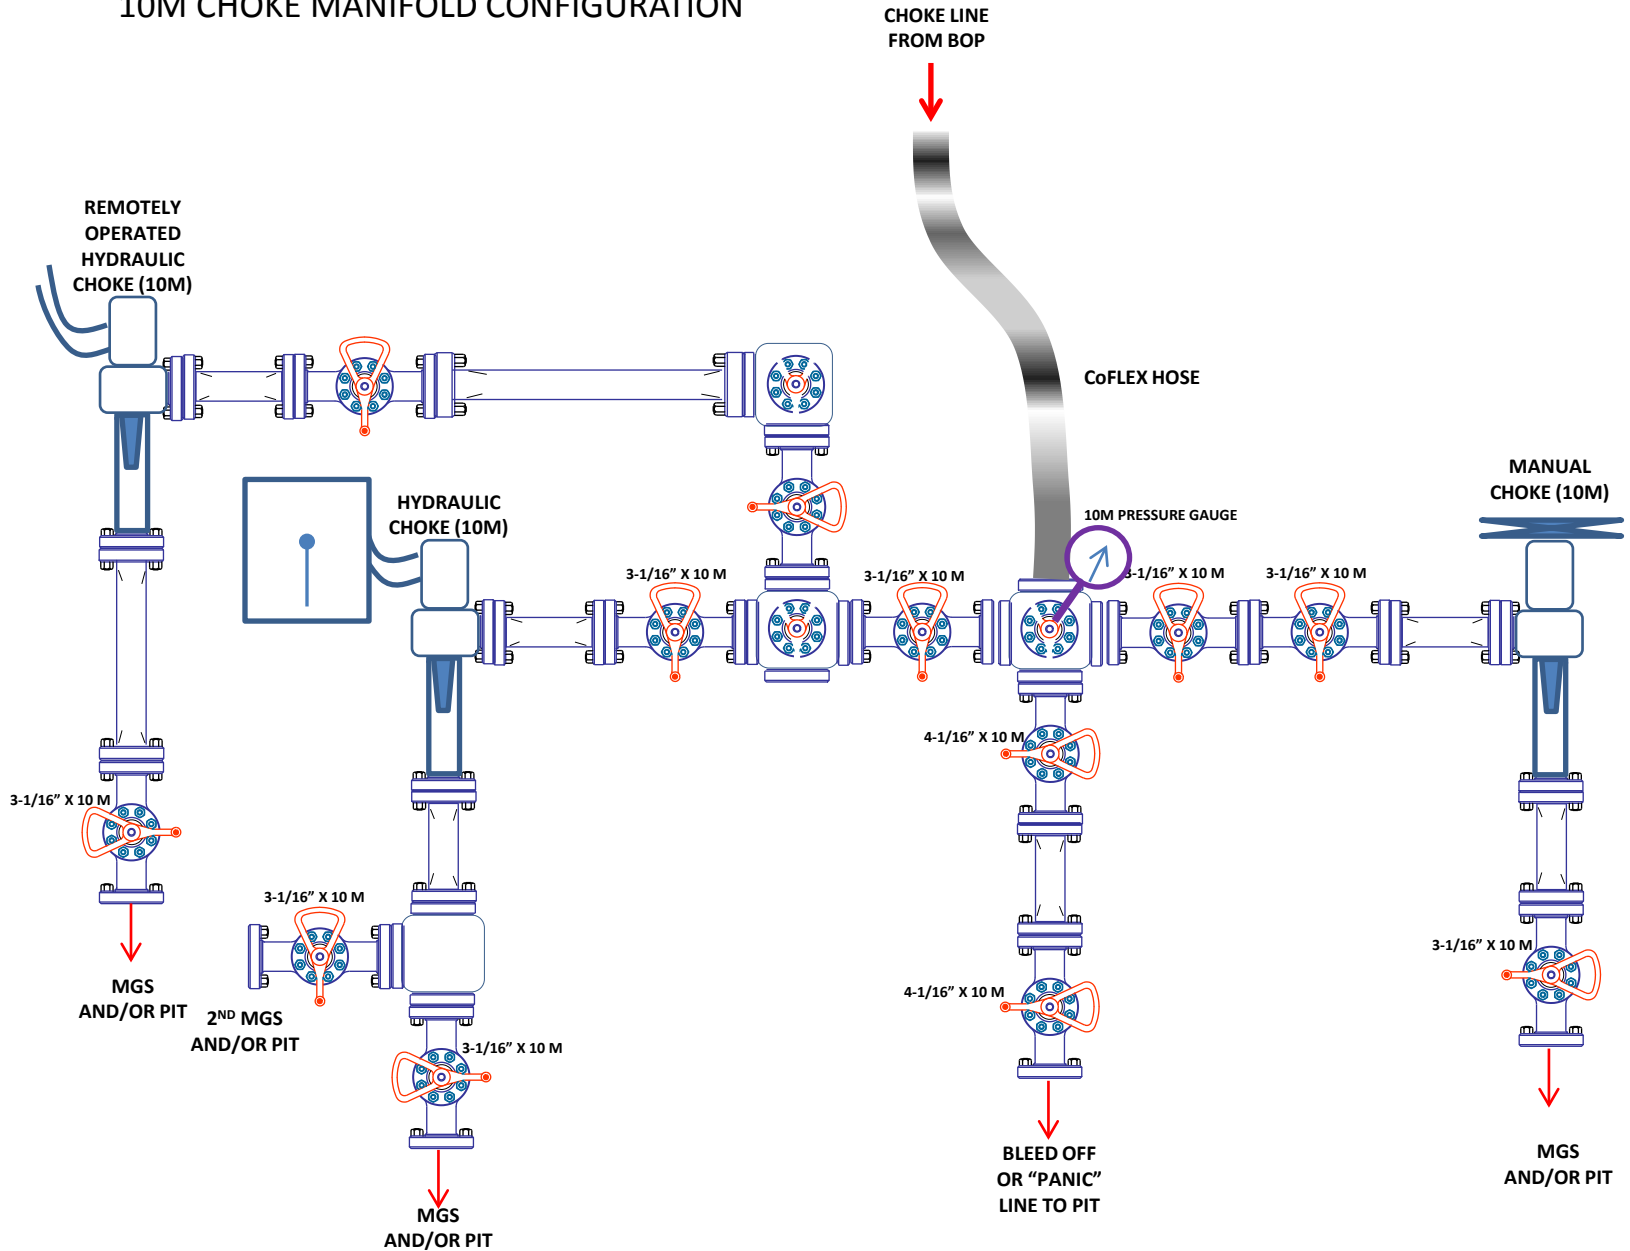 10M CHOKE MANIFOLD CONFIGURATION
CHOKE LINE
FROM BOP
REMOTELY
OPERATED
HYDRAULIC
CHOKE (10M)
CoFLEX HOSE
HYDRAULIC
CHOKE (10M)
MANUAL
CHOKE (10M)
10M PRESSURE GAUGE
3-1/16” X 10 M
3-1/16” X 10 M
3-1/16” X 10 M
3-1/16” X 10 M
4-1/16” X 10 M
3-1/16” X 10 M
3-1/16” X 10 M
3-1/16” X 10 M
4-1/16” X 10 M
3-1/16” X 10 M
MGS
AND/OR PIT
2ND MGS
AND/OR PIT
BLEED OFF
OR “PANIC”
LINE TO PIT
MGS
AND/OR PIT
MGS
AND/OR PIT